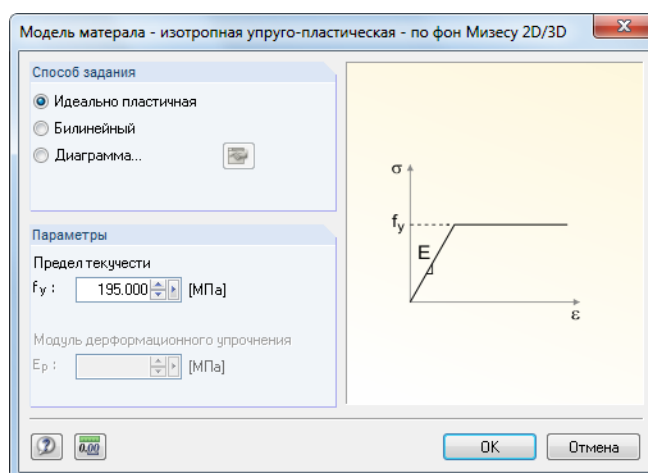 Модель матерала - изотропная упруго-пластическая - по фон Мизесу 2D/3D
Способ задания
Идеально пластичная
Билинейный
Диаграмма...
Параметры
Предел текучести
fy : 195.000 [МПа]
Модуль дерформационного упрочнения
Ep : [МПа]
σ
fy
E
ε
0.00
OK Отмена